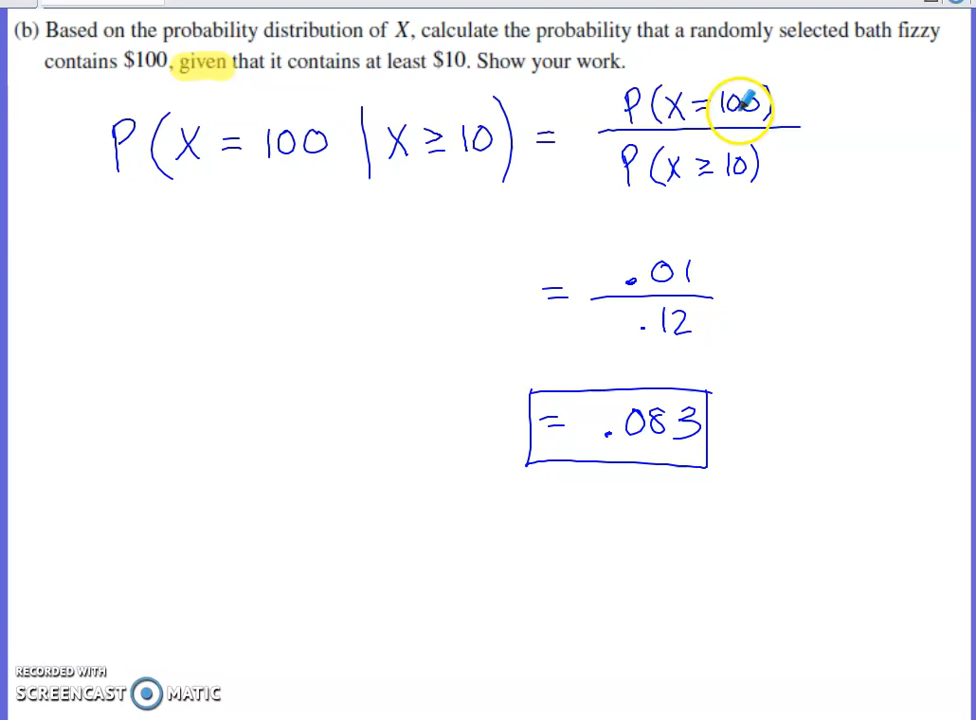 (b) Based on the probability distribution of X, calculate the probability that a randomly selected bath fizzy
contains $100, given that it contains at least $10. Show your work.
P(X = 100 | X ≥ 10) = P(X = 100)
P(X ≥ 10)
= .01
.12
= .083
RECORDED WITH
SCREENCAST MATIC